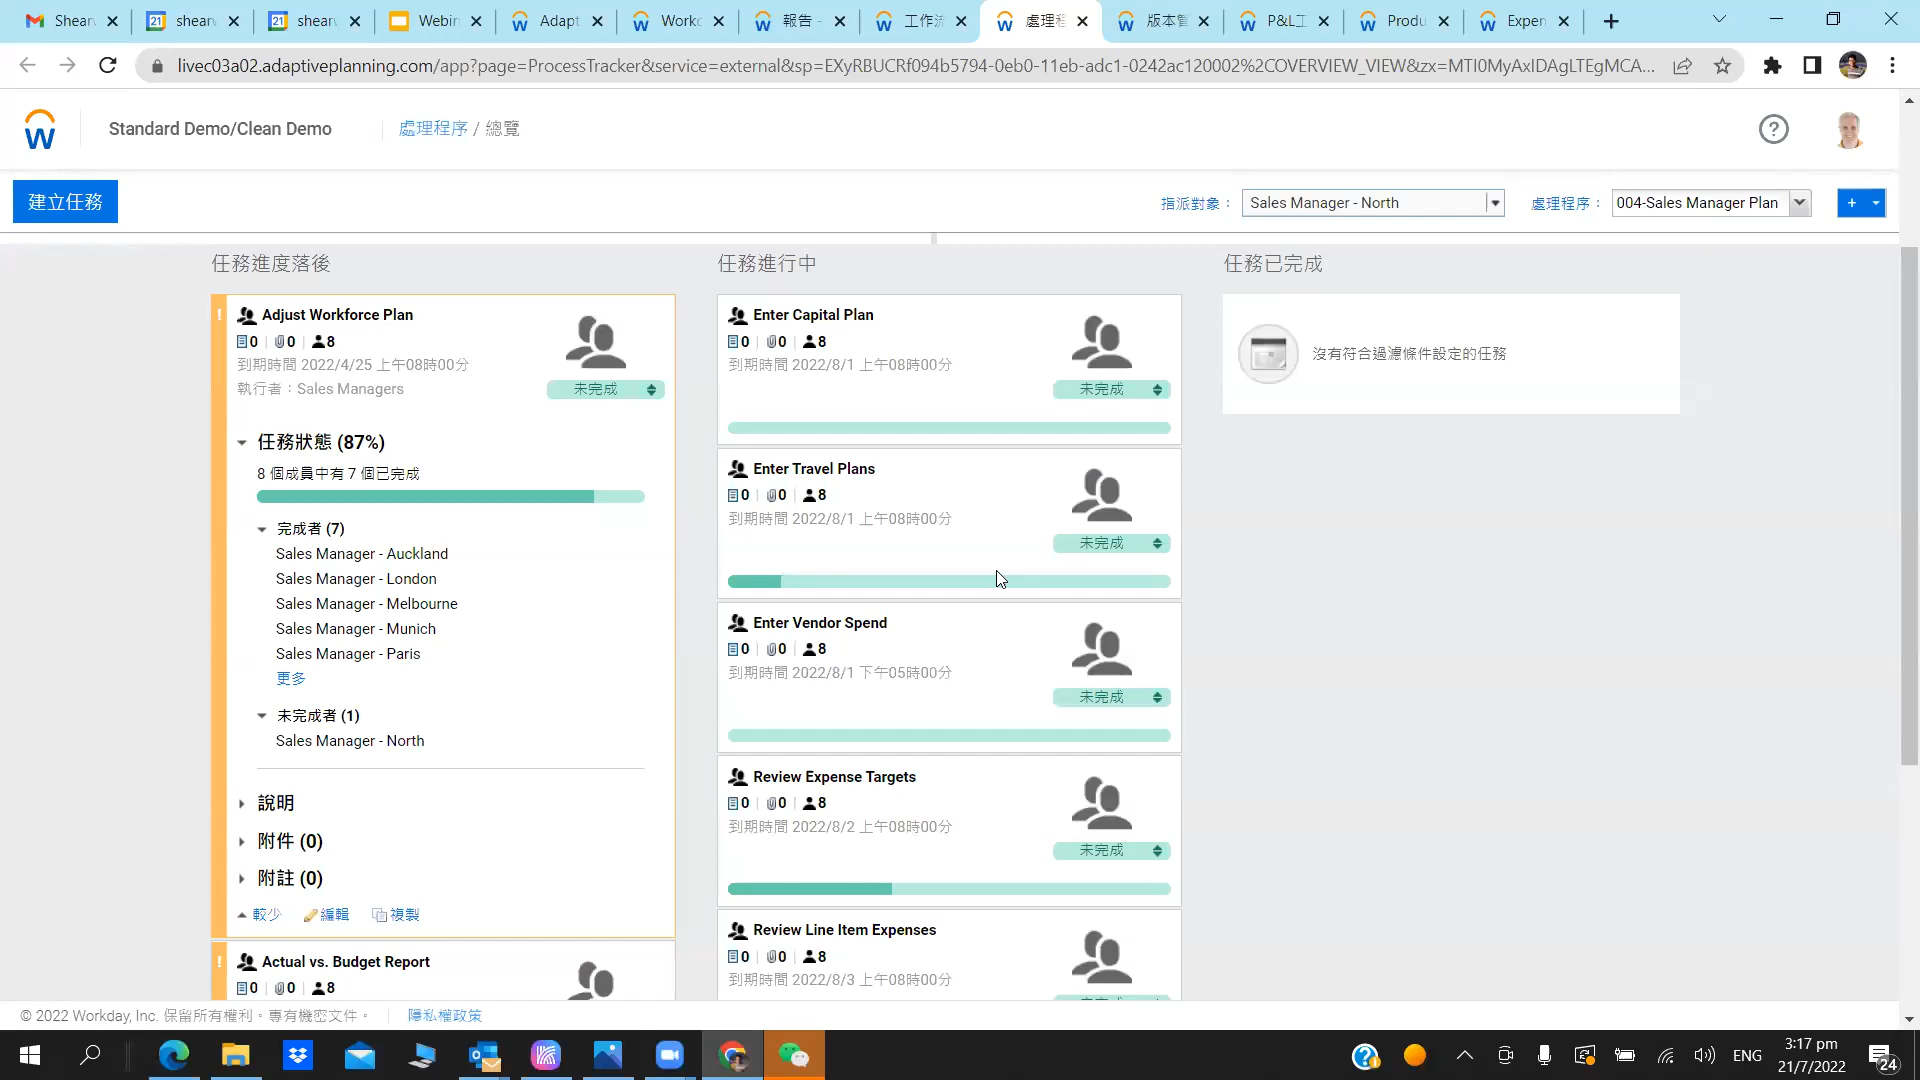 Shear
21 shear
21 shear
Webin
Adapt
Workd
報告 -
工作流
處理程
版本管
P&L工
Produ
Expen
livec03a02.adaptiveplanning.com/app?page=ProcessTracker&service=external&sp=EXyRBUCRf094b5794-0eb0-11eb-adc1-0242ac120002%2COVERVIEW_VIEW&zx=MTI0MyAxIDAgLTEgMCA...
Standard Demo/Clean Demo
處理程序 / 總覽
建立任務
指派對象：
Sales Manager - North
處理程序：
004-Sales Manager Plan
任務進度落後
Adjust Workforce Plan
0 | 0 | 8
到期時間 2022/4/25 上午08時00分
執行者：Sales Managers
未完成
任務狀態 (87%)
8 個成員中有 7 個已完成
完成者 (7)
Sales Manager - Auckland
Sales Manager - London
Sales Manager - Melbourne
Sales Manager - Munich
Sales Manager - Paris
更多
未完成者 (1)
Sales Manager - North
說明
附件 (0)
附註 (0)
較少
編輯
複製
Actual vs. Budget Report
0 | 0 | 8
任務進行中
Enter Capital Plan
0 | 0 | 8
到期時間 2022/8/1 上午08時00分
未完成
Enter Travel Plans
0 | 0 | 8
到期時間 2022/8/1 上午08時00分
未完成
Enter Vendor Spend
0 | 0 | 8
到期時間 2022/8/1 下午05時00分
未完成
Review Expense Targets
0 | 0 | 8
到期時間 2022/8/2 上午08時00分
未完成
Review Line Item Expenses
0 | 0 | 8
到期時間 2022/8/3 上午08時00分
任務已完成
沒有符合過濾條件設定的任務
© 2022 Workday, Inc. 保留所有權利。專有機密文件。
隱私權政策
ENG
3:17 pm
21/7/2022
24